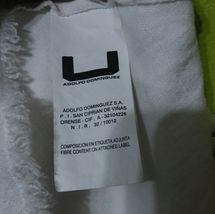 ADOLFO DOMINGUEZ
ADOLFO DOMINGUEZ S.A.
P.I. SAN CIPRIAN DE VIÑAS
ORENSE - CIF A - 32104226
N.I.R. 32 / 10012
COMPOSICION EN ETIQUETA ADJUNTA
FIBRE CONTENT ON ATTACHED LABEL